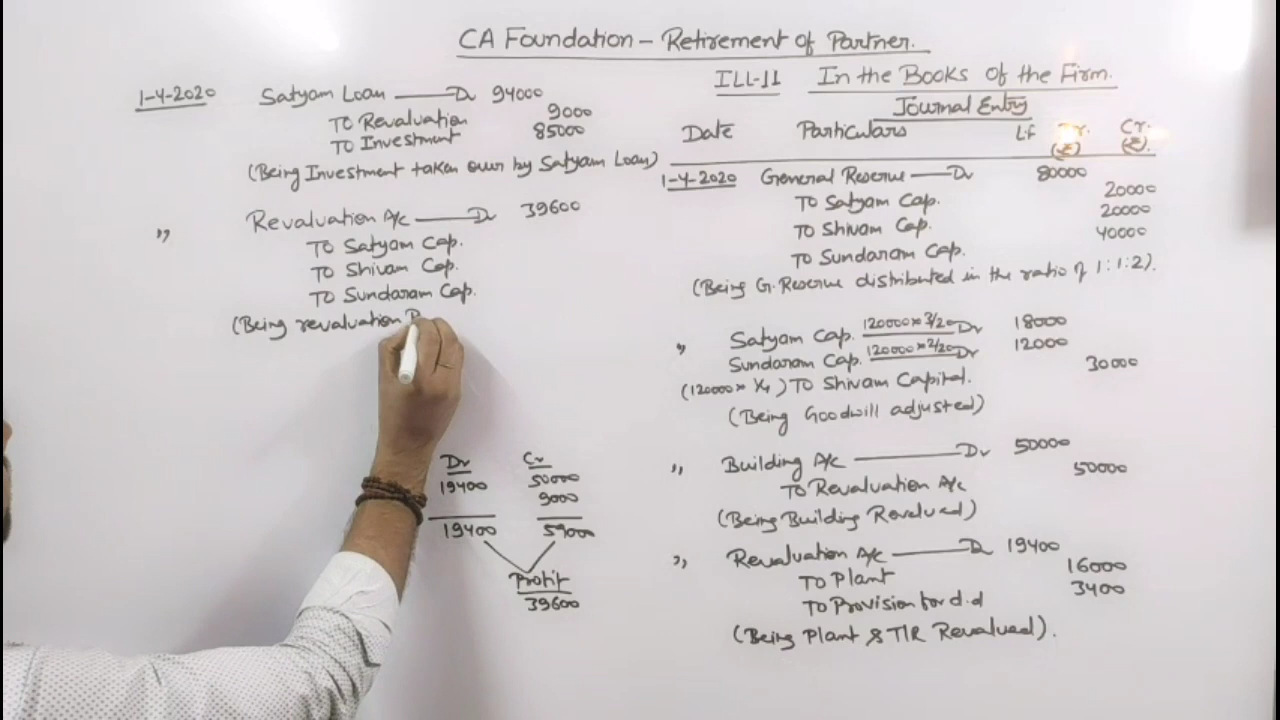 CA Foundation - Retirement of Partner.
ILL-11 In the Books of the Firm.
Journal Entry
Date Particulars L.f Dr. (₹) Cr. (₹)
1-4-2020 General Reserve — Dr 80000
To Satyam Cap. 20000
To Shivam Cap. 20000
To Sundaram Cap. 40000
(Being G. Reserve distributed in the ratio of 1:1:2).
,, Satyam Cap. 120000 × 3/20 Dr 18000
Sundaram Cap. 120000 × 2/20 Dr 12000
(120000 × 1/4) To Shivam Capital. 30000
(Being Goodwill adjusted)
,, Building A/c — Dr 50000
To Revaluation A/c 50000
(Being Building Revalued)
,, Revaluation A/c — Dr 19400
To Plant 16000
To Provision for d.d 3400
(Being Plant & T/R Revalued).
1-4-2020 Satyam Loan — Dr 94000
To Revaluation 9000
To Investment 85000
(Being Investment taken over by Satyam Loan)
,, Revaluation A/c — Dr 39600
To Satyam Cap.
To Shivam Cap.
To Sundaram Cap.
(Being revaluation P
Dr Cr
19400 50000
9000
19400 59000
Profit
39600